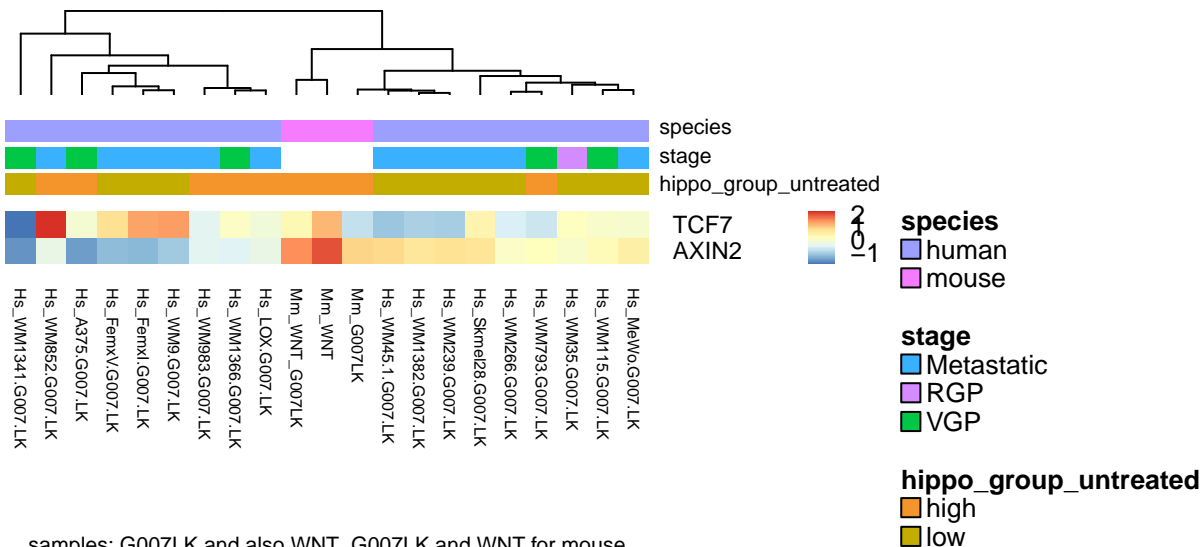 species
stage
hippo_group_untreated
TCF7
AXIN2
2
1
0
−1
Hs_WM1341.G007.LK
Hs_WM852.G007.LK
Hs_A375.G007.LK
Hs_FemxV.G007.LK
Hs_FemxI.G007.LK
Hs_WM9.G007.LK
Hs_WM983.G007.LK
Hs_WM1366.G007.LK
Hs_LOX.G007.LK
Mm_WNT_G007LK
Mm_WNT
Mm_G007LK
Hs_WM45.1.G007.LK
Hs_WM1382.G007.LK
Hs_WM239.G007.LK
Hs_Skmel28.G007.LK
Hs_WM266.G007.LK
Hs_WM793.G007.LK
Hs_WM35.G007.LK
Hs_WM115.G007.LK
Hs_MeWo.G007.LK
species
human
mouse
stage
Metastatic
RGP
VGP
hippo_group_untreated
high
low
samples: G007LK and also WNT, G007LK and WNT for mouse